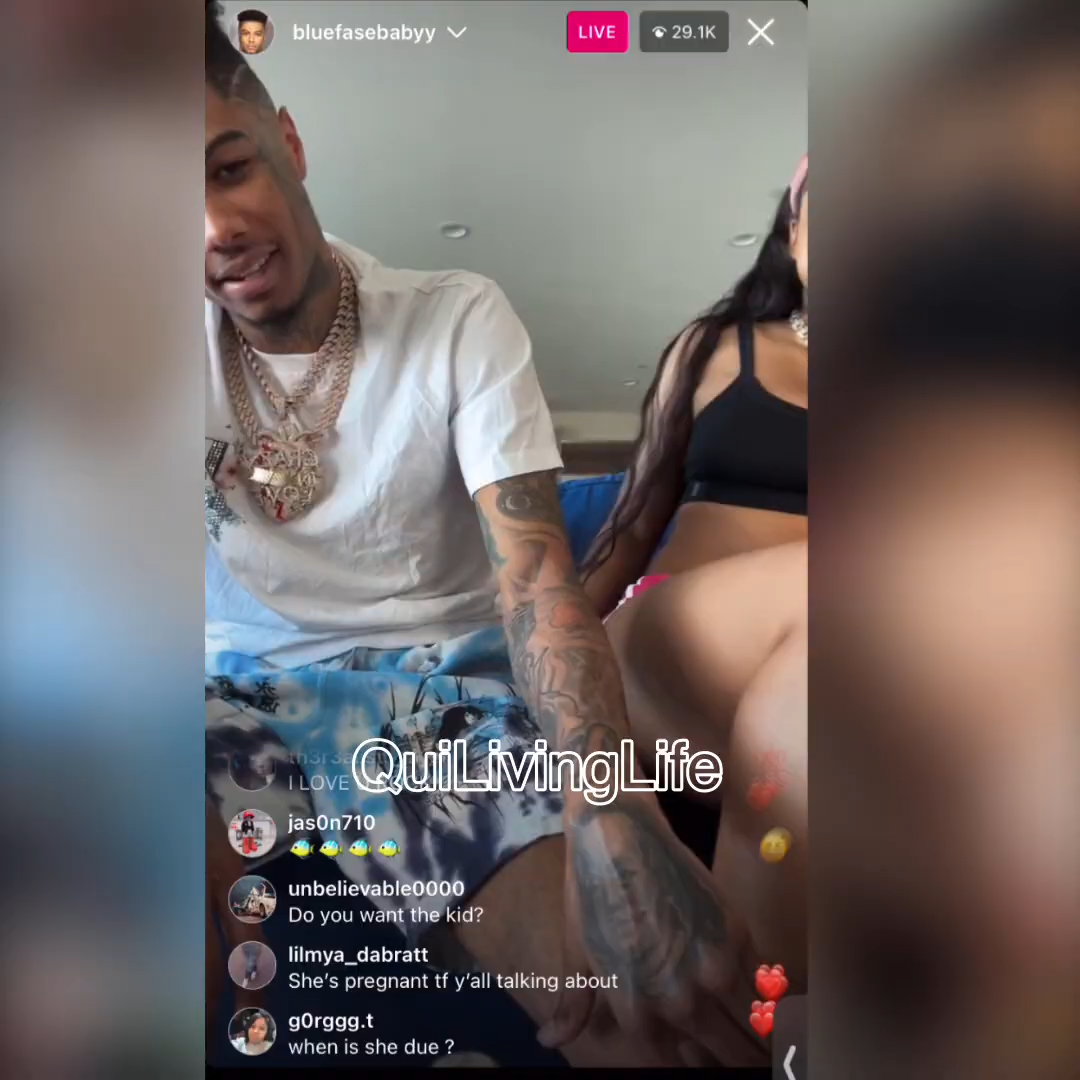 bluefasebabyy
LIVE
29.1K
I LOVE
QuiLivingLife
jas0n710
unbelievable0000
Do you want the kid?
lilmya_dabratt
She's pregnant tf y'all talking about
g0rggg.t
when is she due ?